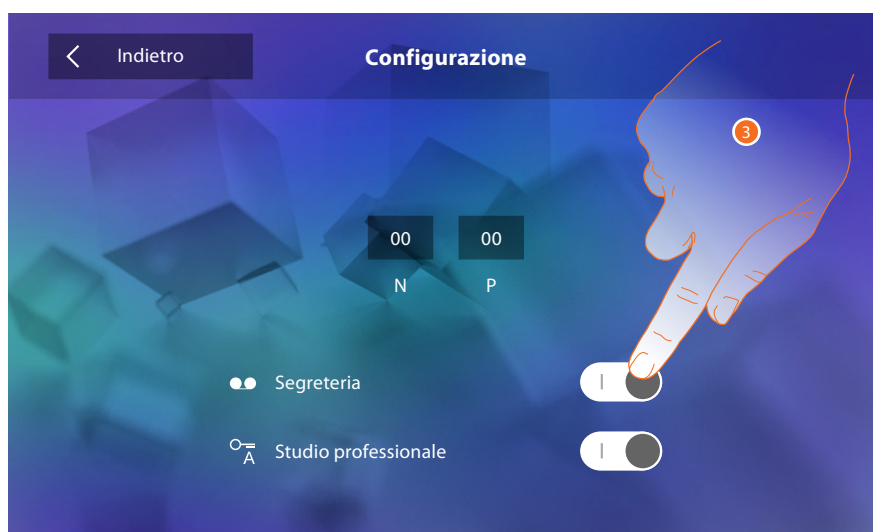 Indietro
Configurazione
3
00 00
N P
Segreteria
A Studio professionale